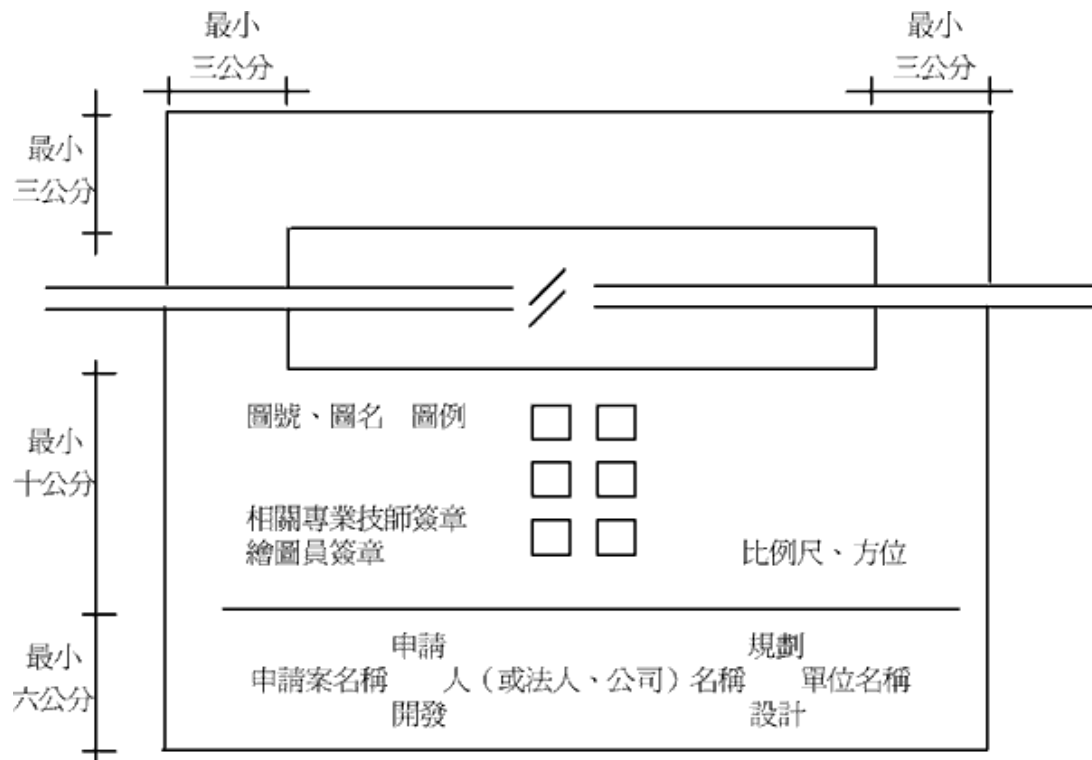 最小
三公分
最小
三公分
最小
三公分
圖號、圖名　圖例
最小
十公分
相關專業技師簽章
繪圖員簽章
比例尺、方位
最小
六公分
申請　規劃
申請案名稱　人（或法人、公司）名稱　單位名稱
開發　設計